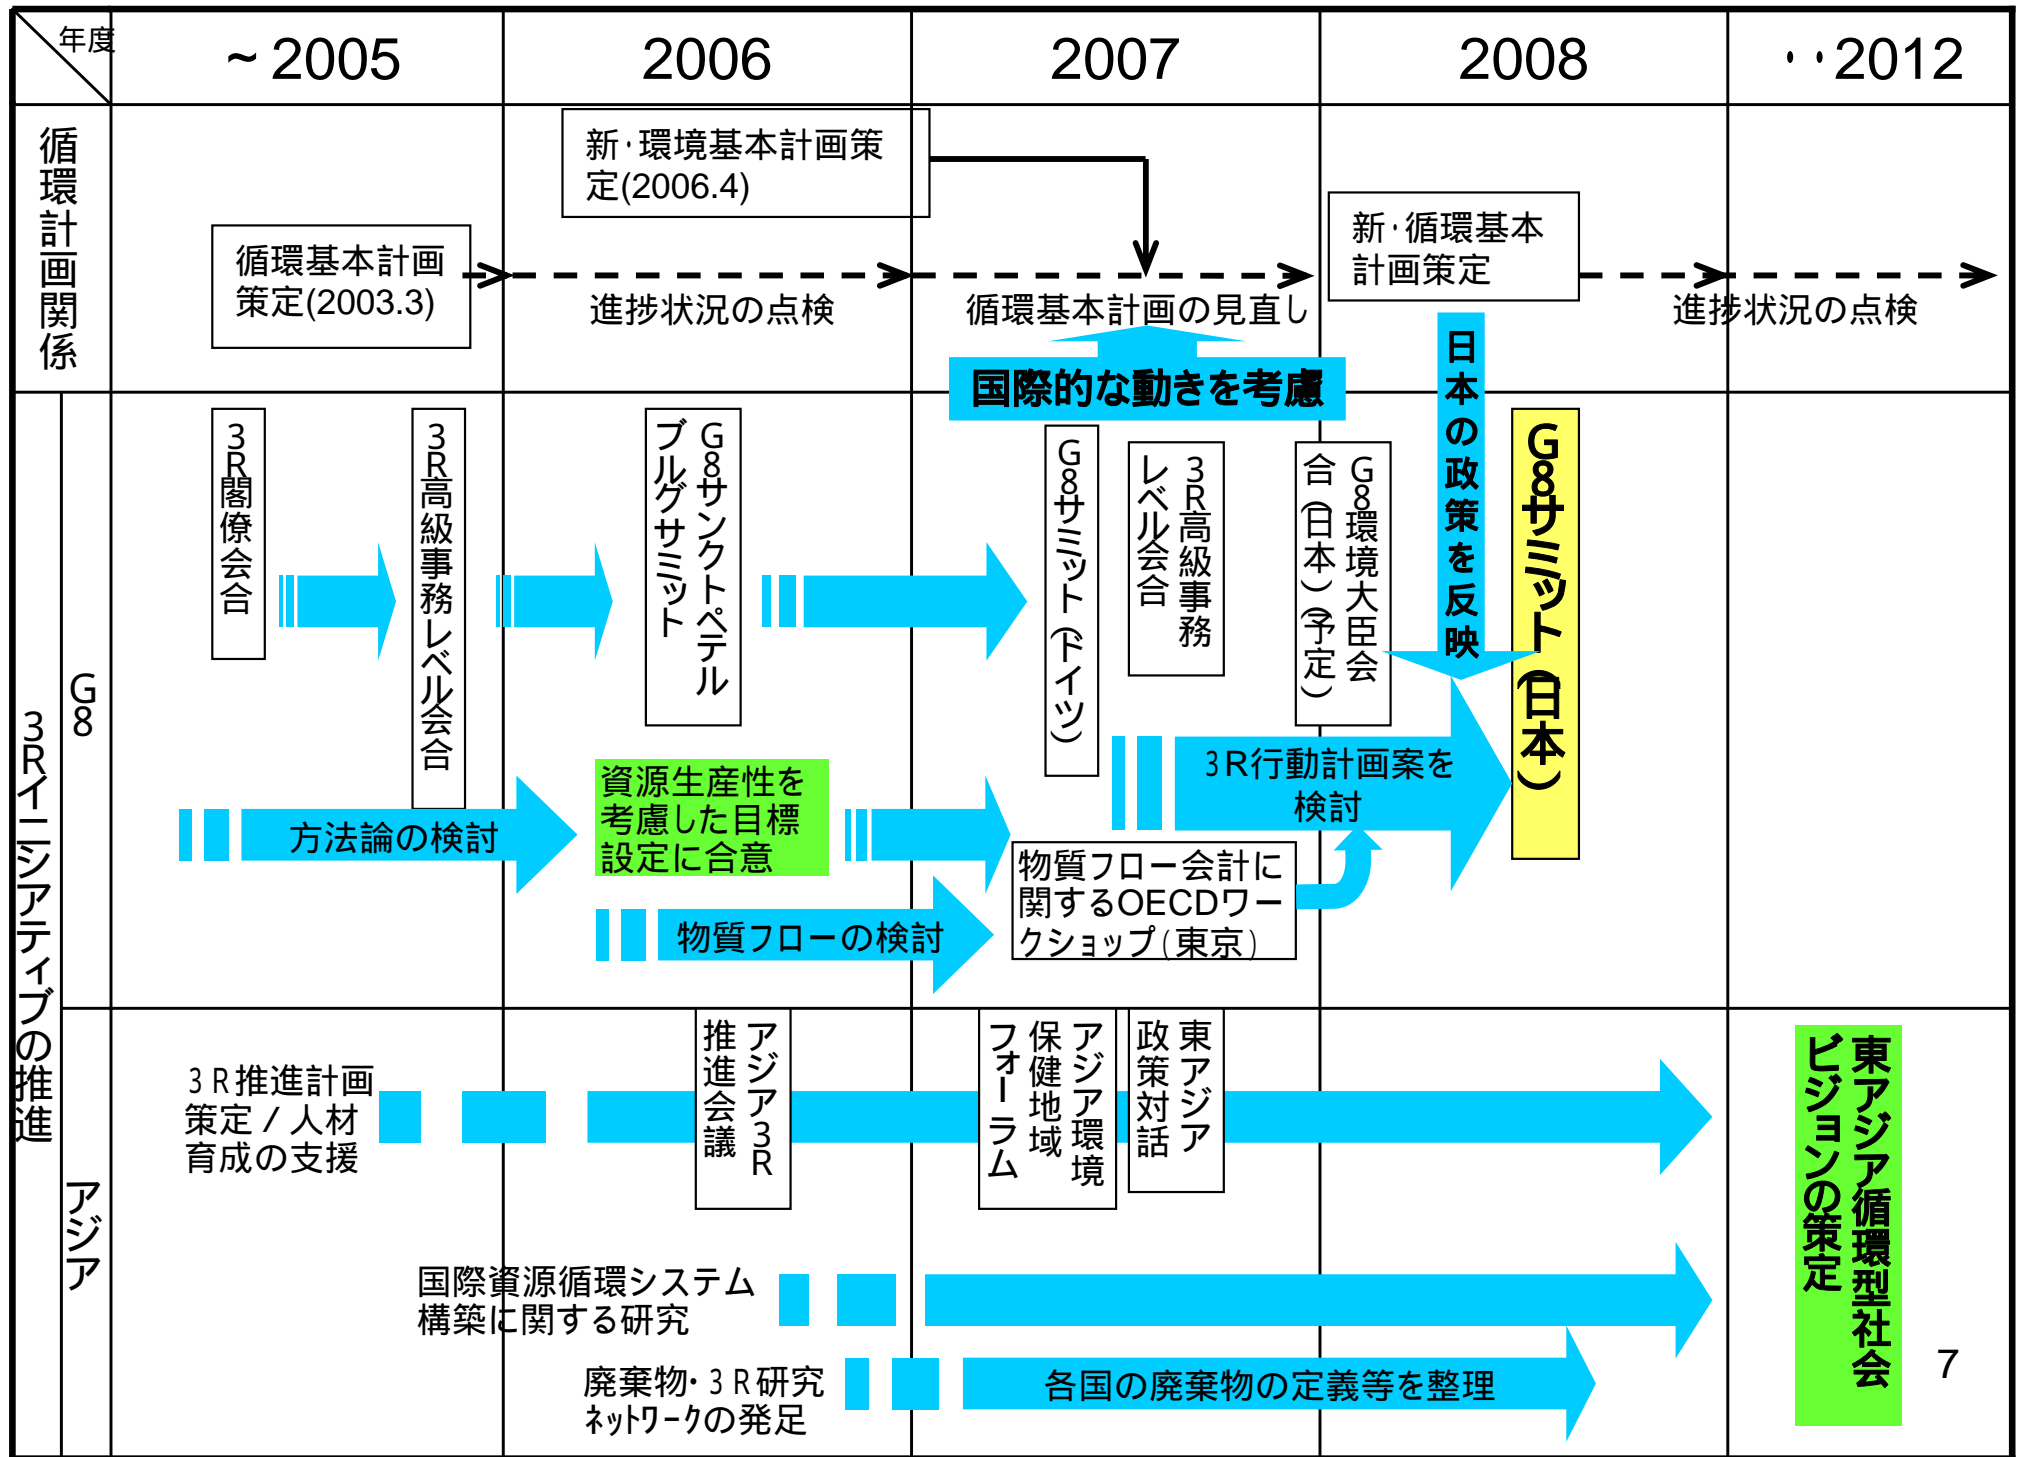 年度
~2005
2006
2007
2008
‥2012
循環計画関係
新・環境基本計画策
定(2006.4)
循環基本計画
策定(2003.3)
新・循環基本
計画策定
進捗状況の点検
循環基本計画の見直し
進捗状況の点検
国際的な動きを考慮
日本の政策を反映
3Rイニシアティブの推進
G8
3R閣僚会合
3R高級事務レベル会合
G8サンクトペテル
ブルグサミット
G8サミット(ドイツ)
3R高級事務
レベル会合
G8環境大臣会
合(日本)(予定)
G8サミット(日本)
方法論の検討
資源生産性を
考慮した目標
設定に合意
3R行動計画案を
検討
物質フローの検討
物質フロー会計に
関するOECDワー
クショップ(東京)
アジア
3R推進計画
策定/人材
育成の支援
アジア3R
推進会議
アジア環境
保健地域
フォーラム
東アジア
政策対話
東アジア循環型社会
ビジョンの策定
国際資源循環システム
構築に関する研究
廃棄物・3R研究
ネットワークの発足
各国の廃棄物の定義等を整理
7